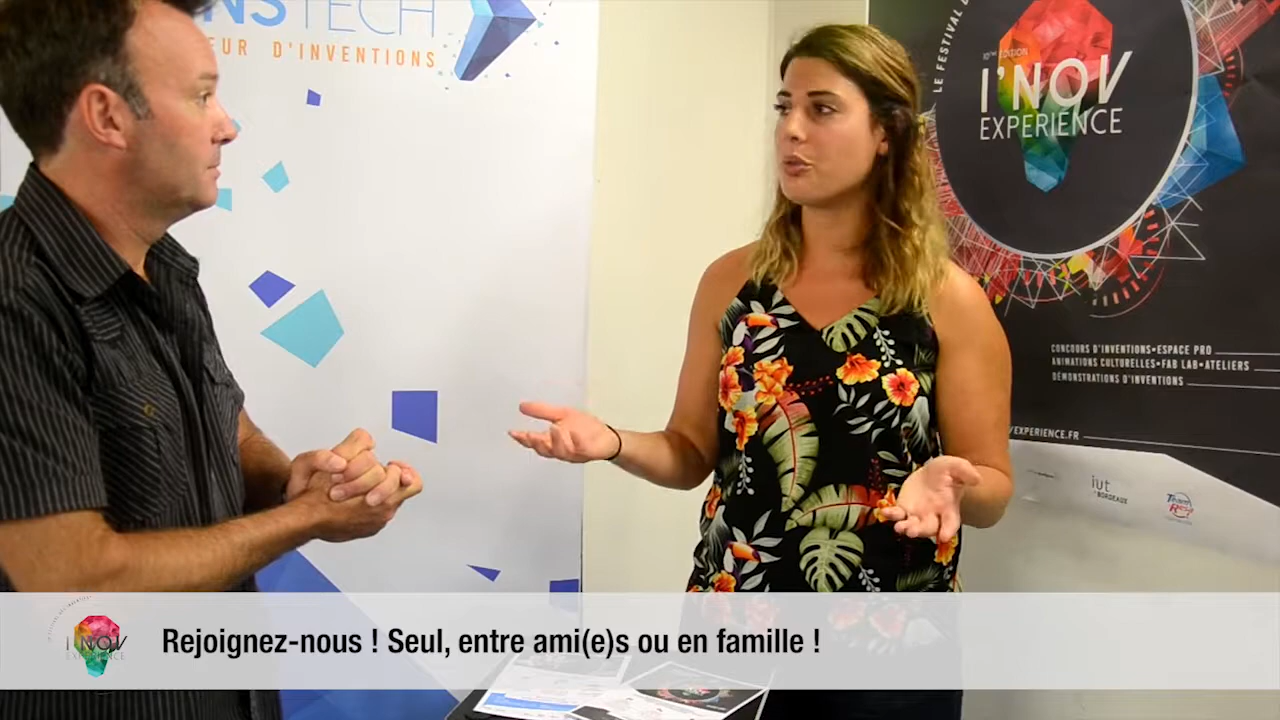 NSTECH
EUR D'INVENTIONS
LE FESTIVAL D
10ÈME ÉDITION
I'NOV
EXPERIENCE
CONCOURS D'INVENTIONS•ESPACE PRO
ANIMATIONS CULTURELLES•FAB LAB•ATELIERS
DÉMONSTRATIONS D'INVENTIONS
EXPERIENCE.FR
iut
BORDEAUX
I'NOV
EXPERIENCE
Rejoignez-nous ! Seul, entre ami(e)s ou en famille !